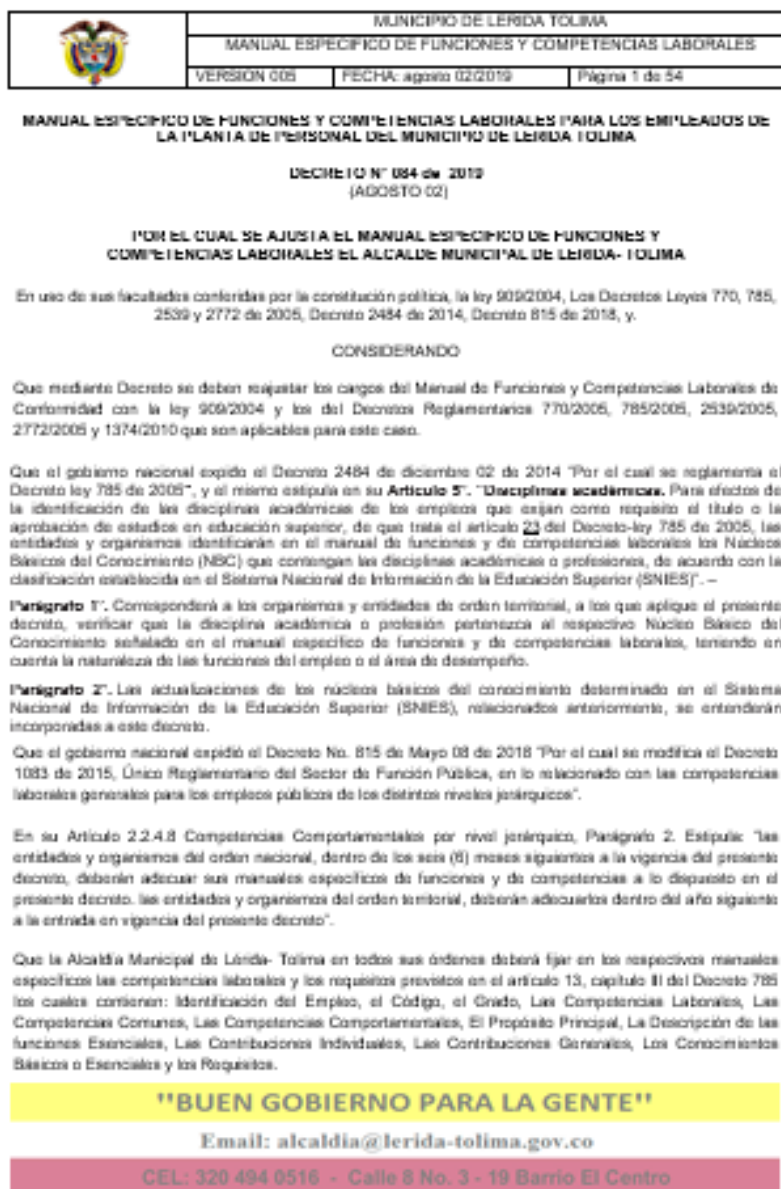 MUNICIPIO DE LERIDA TOLIMA
MANUAL ESPECIFICO DE FUNCIONES Y COMPETENCIAS LABORALES
VERSION 005 FECHA: agosto 02/2019 Página 1 de 54
MANUAL ESPECIFICO DE FUNCIONES Y COMPETENCIAS LABORALES PARA LOS EMPLEADOS DE
LA PLANTA DE PERSONAL DEL MUNICIPIO DE LERIDA TOLIMA
DECRETO N° 084 de 2019
(AGOSTO 02)
POR EL CUAL SE AJUSTA EL MANUAL ESPECIFICO DE FUNCIONES Y
COMPETENCIAS LABORALES EL ALCALDE MUNICIPAL DE LERIDA- TOLIMA
En uso de sus facultades conferidas por la constitución política, la ley 909/2004, Los Decretos Leyes 770, 785,
2539 y 2772 de 2005, Decreto 2484 de 2014, Decreto 815 de 2018, y.
CONSIDERANDO
Que mediante Decreto se deben reajustar los cargos del Manual de Funciones y Competencias Laborales de
Conformidad con la ley 909/2004 y los del Decretos Reglamentarios 770/2005, 785/2005, 2539/2005,
2772/2005 y 1374/2010 que son aplicables para este caso.
Que el gobierno nacional expido el Decreto 2484 de diciembre 02 de 2014 "Por el cual se reglamenta el
Decreto ley 785 de 2005", y el mismo estipula en su Artículo 5°. "Disciplinas académicas. Para efectos de
la identificación de las disciplinas académicas de los empleos que exijan como requisito el título o la
aprobación de estudios en educación superior, de que trata el artículo 23 del Decreto-ley 785 de 2005, las
entidades y organismos identificarán en el manual de funciones y de competencias laborales los Núcleos
Básicos del Conocimiento (NBC) que contengan las disciplinas académicas o profesiones, de acuerdo con la
clasificación establecida en el Sistema Nacional de Información de la Educación Superior (SNIES)". –
Parágrafo 1°. Corresponderá a los organismos y entidades de orden territorial, a los que aplique el presente
decreto, verificar que la disciplina académica o profesión pertenezca al respectivo Núcleo Básico del
Conocimiento señalado en el manual específico de funciones y de competencias laborales, teniendo en
cuenta la naturaleza de las funciones del empleo o el área de desempeño.
Parágrafo 2°. Las actualizaciones de los núcleos básicos del conocimiento determinado en el Sistema
Nacional de Información de la Educación Superior (SNIES), relacionados anteriormente, se entenderán
incorporadas a este decreto.
Que el gobierno nacional expidió el Decreto No. 815 de Mayo 08 de 2018 "Por el cual se modifica el Decreto
1083 de 2015, Único Reglamentario del Sector de Función Pública, en lo relacionado con las competencias
laborales generales para los empleos públicos de los distintos niveles jerárquicos".
En su Artículo 2.2.4.8 Competencias Comportamentales por nivel jerárquico, Parágrafo 2. Estipula: "las
entidades y organismos del orden nacional, dentro de los seis (6) meses siguientes a la vigencia del presente
decreto, deberán adecuar sus manuales específicos de funciones y de competencias a lo dispuesto en el
presente decreto. las entidades y organismos del orden territorial, deberán adecuarlos dentro del año siguiente
a la entrada en vigencia del presente decreto".
Que la Alcaldía Municipal de Lérida- Tolima en todos sus órdenes deberá fijar en los respectivos manuales
específicos las competencias laborales y los requisitos previstos en el artículo 13, capítulo III del Decreto 785
los cuales contienen: Identificación del Empleo, el Código, el Grado, Las Competencias Laborales, Las
Competencias Comunes, Las Competencias Comportamentales, El Propósito Principal, La Descripción de las
funciones Esenciales, Las Contribuciones Individuales, Las Contribuciones Generales, Los Conocimientos
Básicos o Esenciales y los Requisitos.
"BUEN GOBIERNO PARA LA GENTE"
Email: alcaldia@lerida-tolima.gov.co
CEL: 320 494 0516 - Calle 8 No. 3 - 19 Barrio El Centro